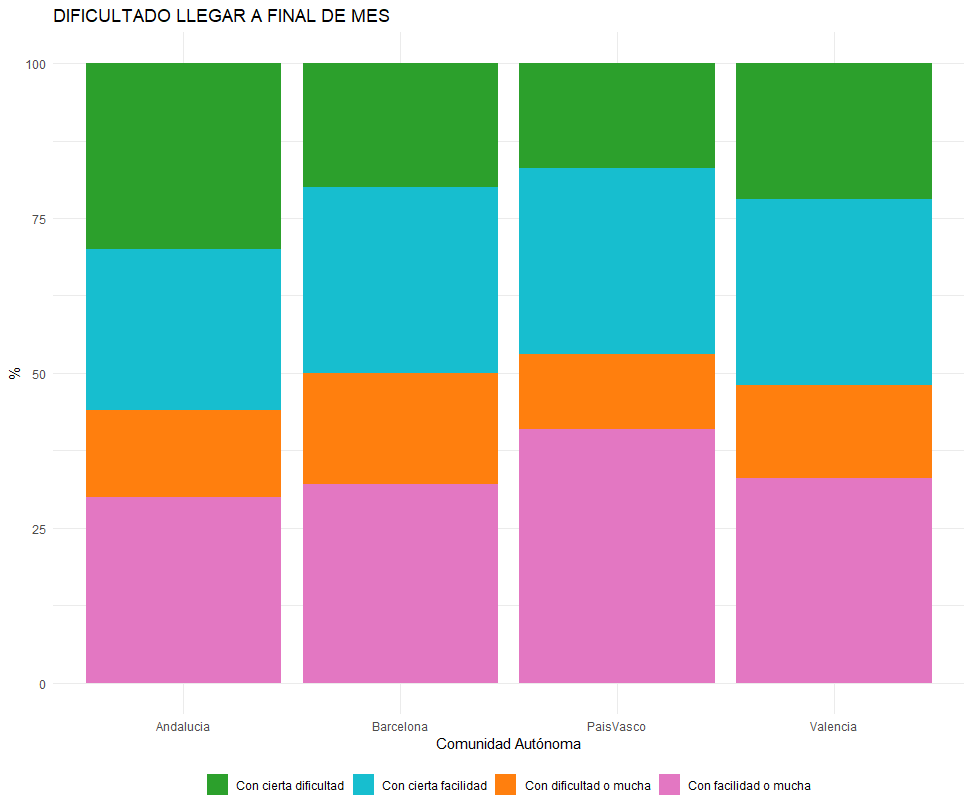 DIFICULTADO LLEGAR A FINAL DE MES
100
75
50
25
0
%
Andalucia Barcelona PaisVasco Valencia
Comunidad Autónoma
Con cierta dificultad Con cierta facilidad Con dificultad o mucha Con facilidad o mucha